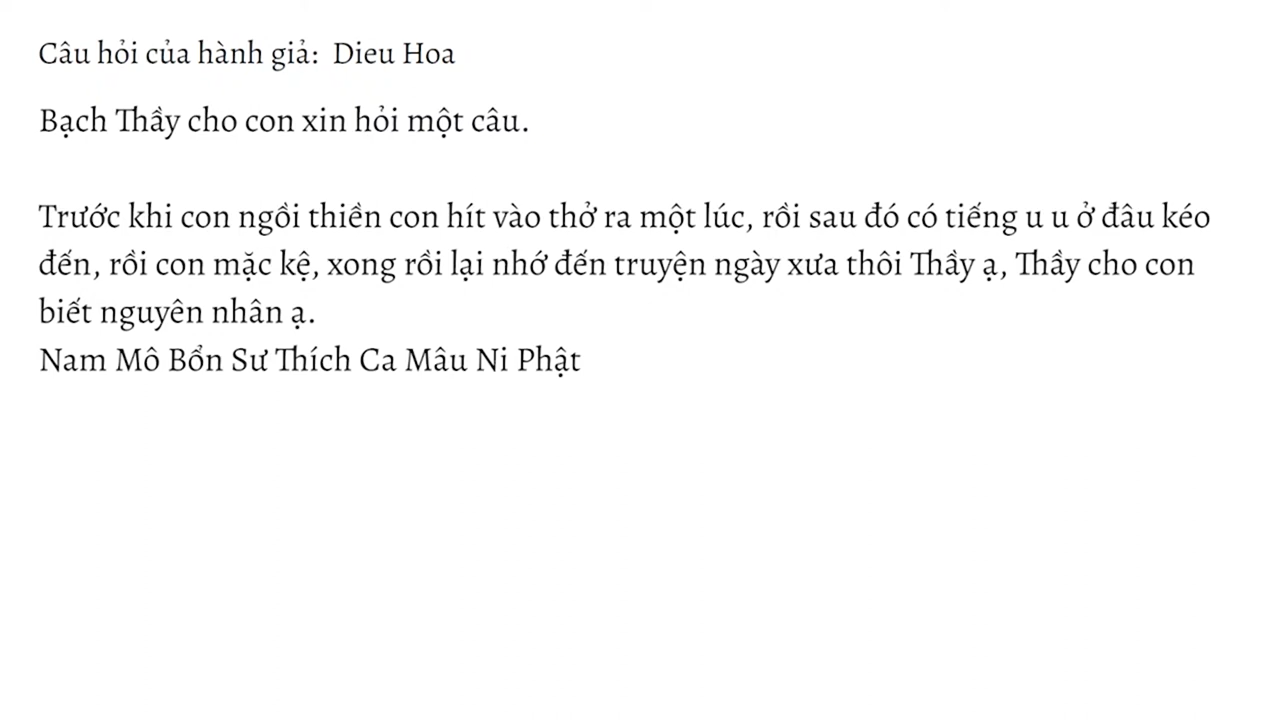 Câu hỏi của hành giả: Dieu Hoa
Bạch Thầy cho con xin hỏi một câu.
Trước khi con ngồi thiền con hít vào thở ra một lúc, rồi sau đó có tiếng u u ở đâu kéo
đến, rồi con mặc kệ, xong rồi lại nhớ đến truyện ngày xưa thôi Thầy ạ, Thầy cho con
biết nguyên nhân ạ.
Nam Mô Bổn Sư Thích Ca Mâu Ni Phật